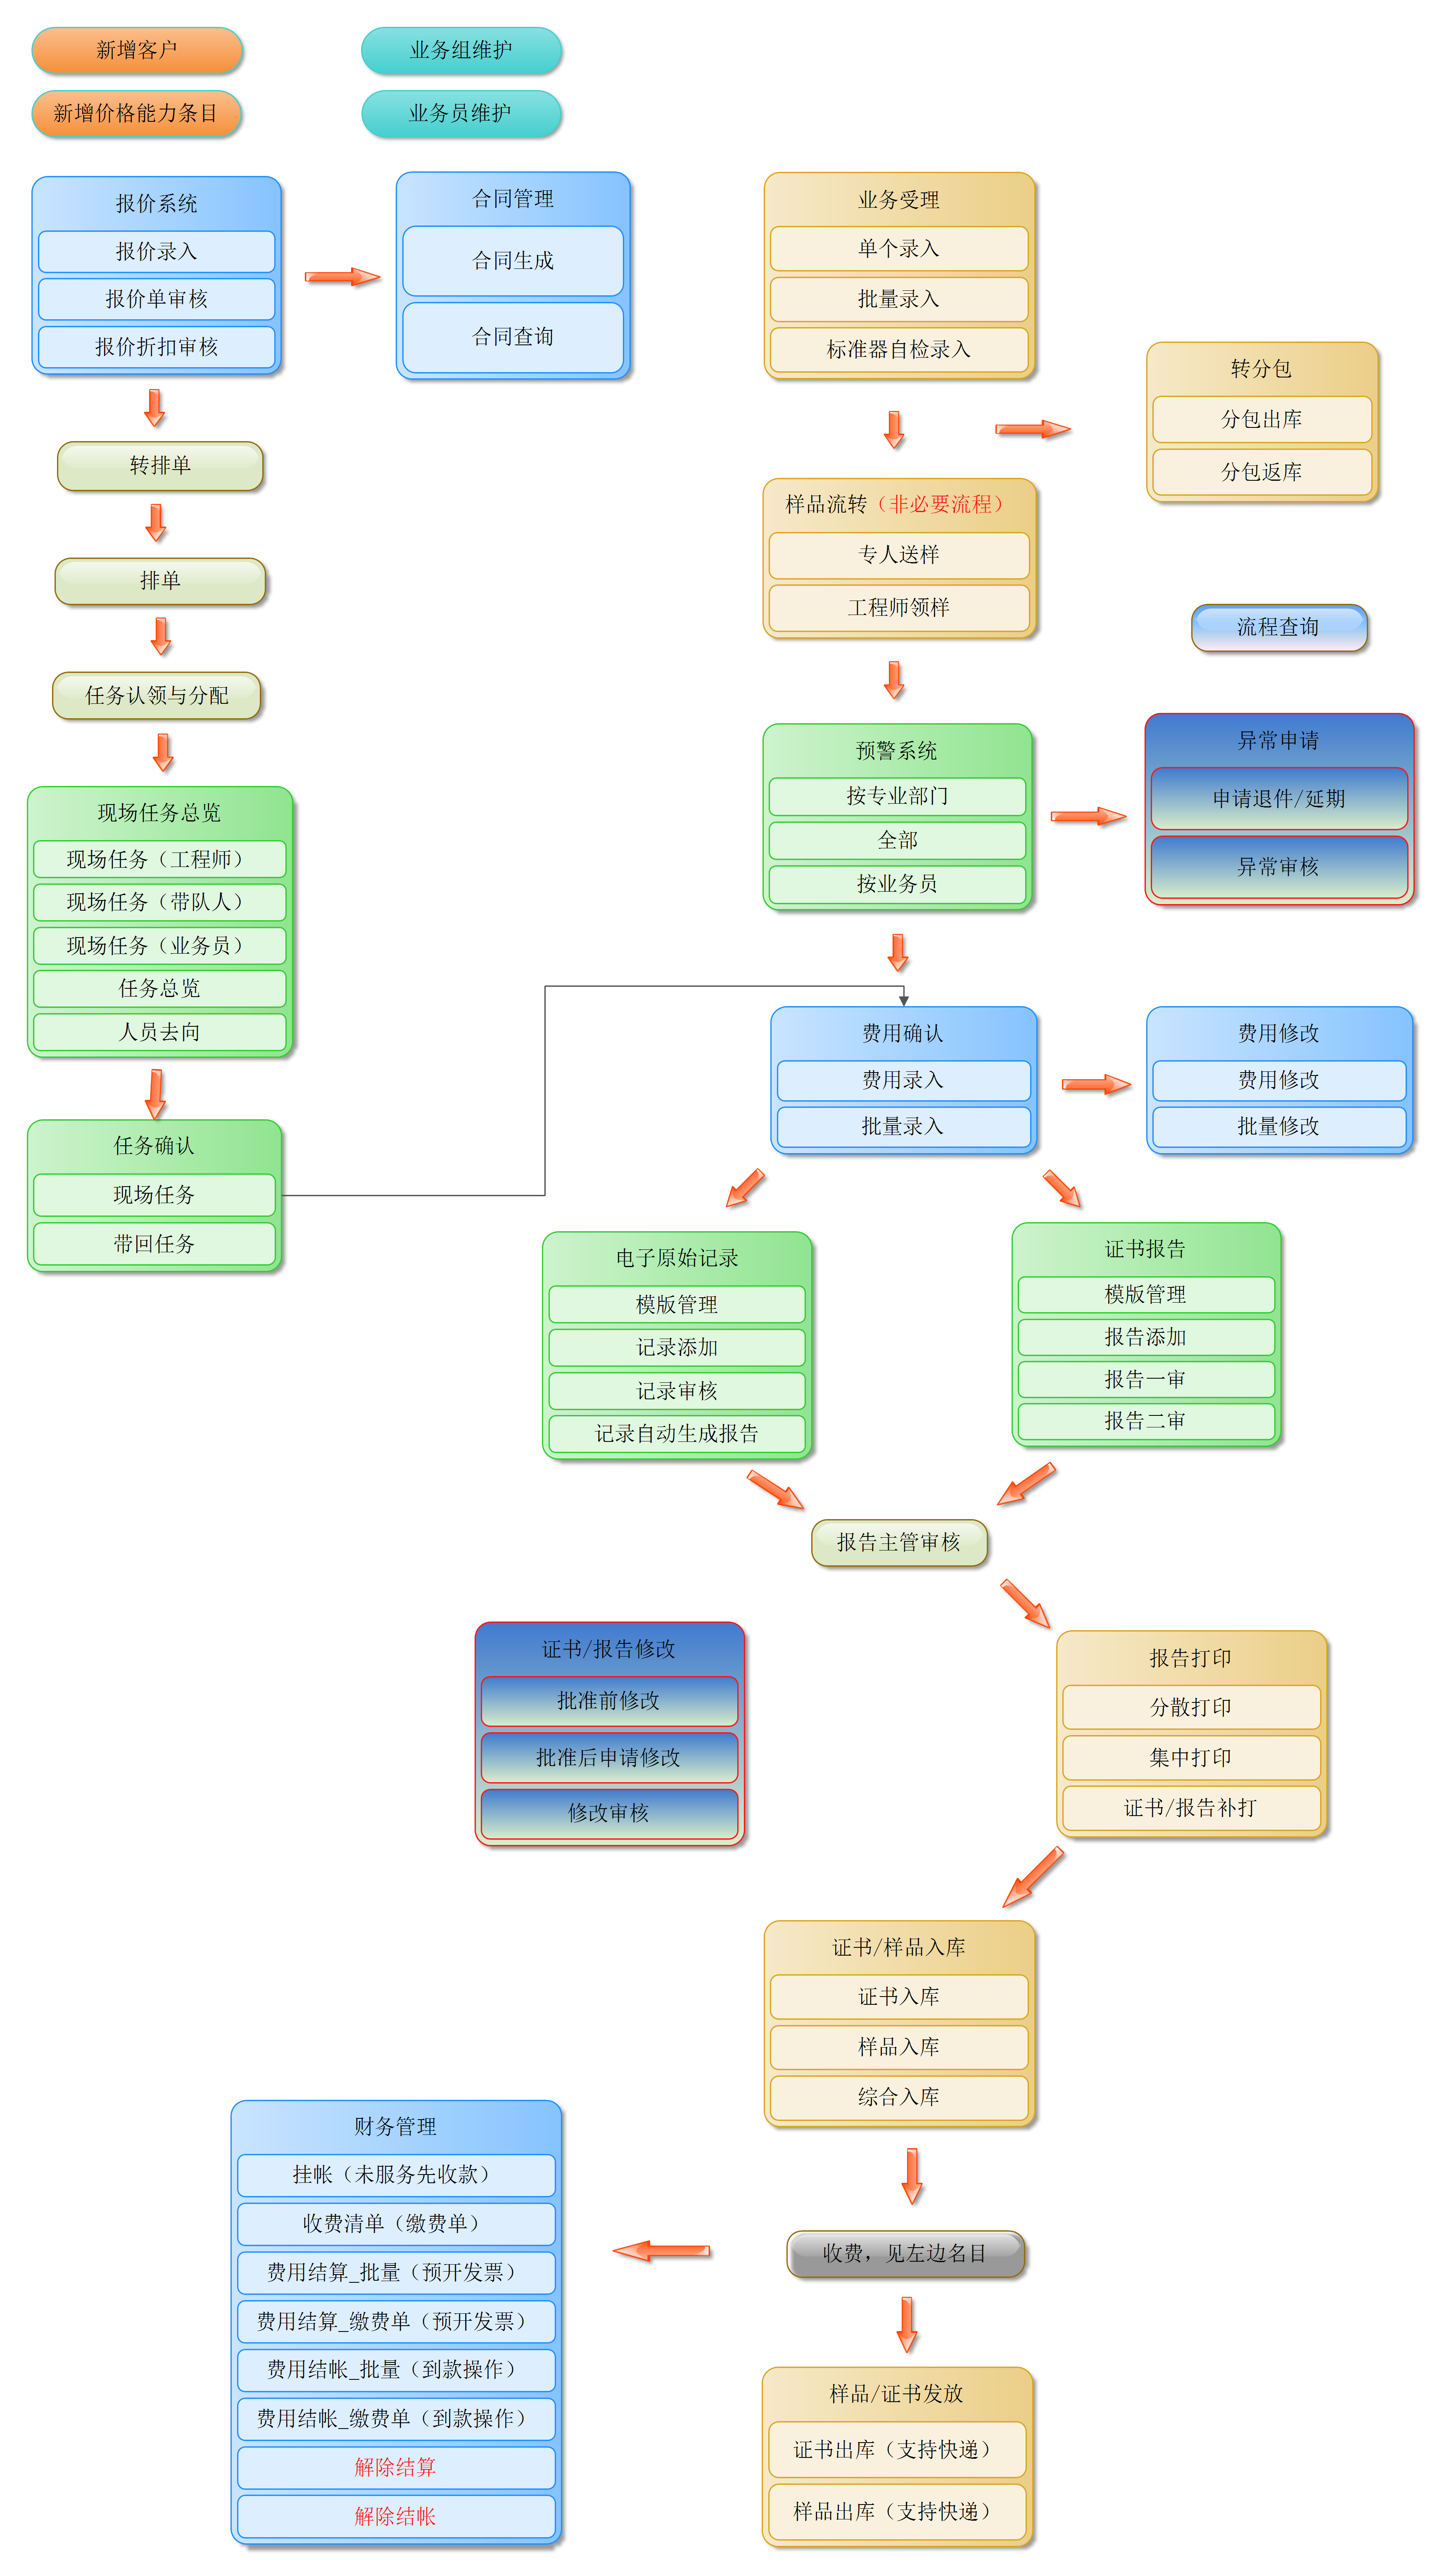 新增客户
业务组维护
新增价格能力条目
业务员维护
报价系统
报价录入
报价单审核
报价折扣审核
合同管理
合同生成
合同查询
业务受理
单个录入
批量录入
标准器自检录入
转分包
分包出库
分包返库
转排单
排单
任务认领与分配
样品流转（非必要流程）
专人送样
工程师领样
流程查询
现场任务总览
现场任务（工程师）
现场任务（带队人）
现场任务（业务员）
任务总览
人员去向
预警系统
按专业部门
全部
按业务员
异常申请
申请退件/延期
异常审核
任务确认
现场任务
带回任务
费用确认
费用录入
批量录入
费用修改
费用修改
批量修改
电子原始记录
模版管理
记录添加
记录审核
记录自动生成报告
证书报告
模版管理
报告添加
报告一审
报告二审
报告主管审核
证书/报告修改
批准前修改
批准后申请修改
修改审核
报告打印
分散打印
集中打印
证书/报告补打
证书/样品入库
证书入库
样品入库
综合入库
财务管理
挂帐（未服务先收款）
收费清单（缴费单）
费用结算_批量（预开发票）
费用结算_缴费单（预开发票）
费用结帐_批量（到款操作）
费用结帐_缴费单（到款操作）
解除结算
解除结帐
收费，见左边名目
样品/证书发放
证书出库（支持快递）
样品出库（支持快递）